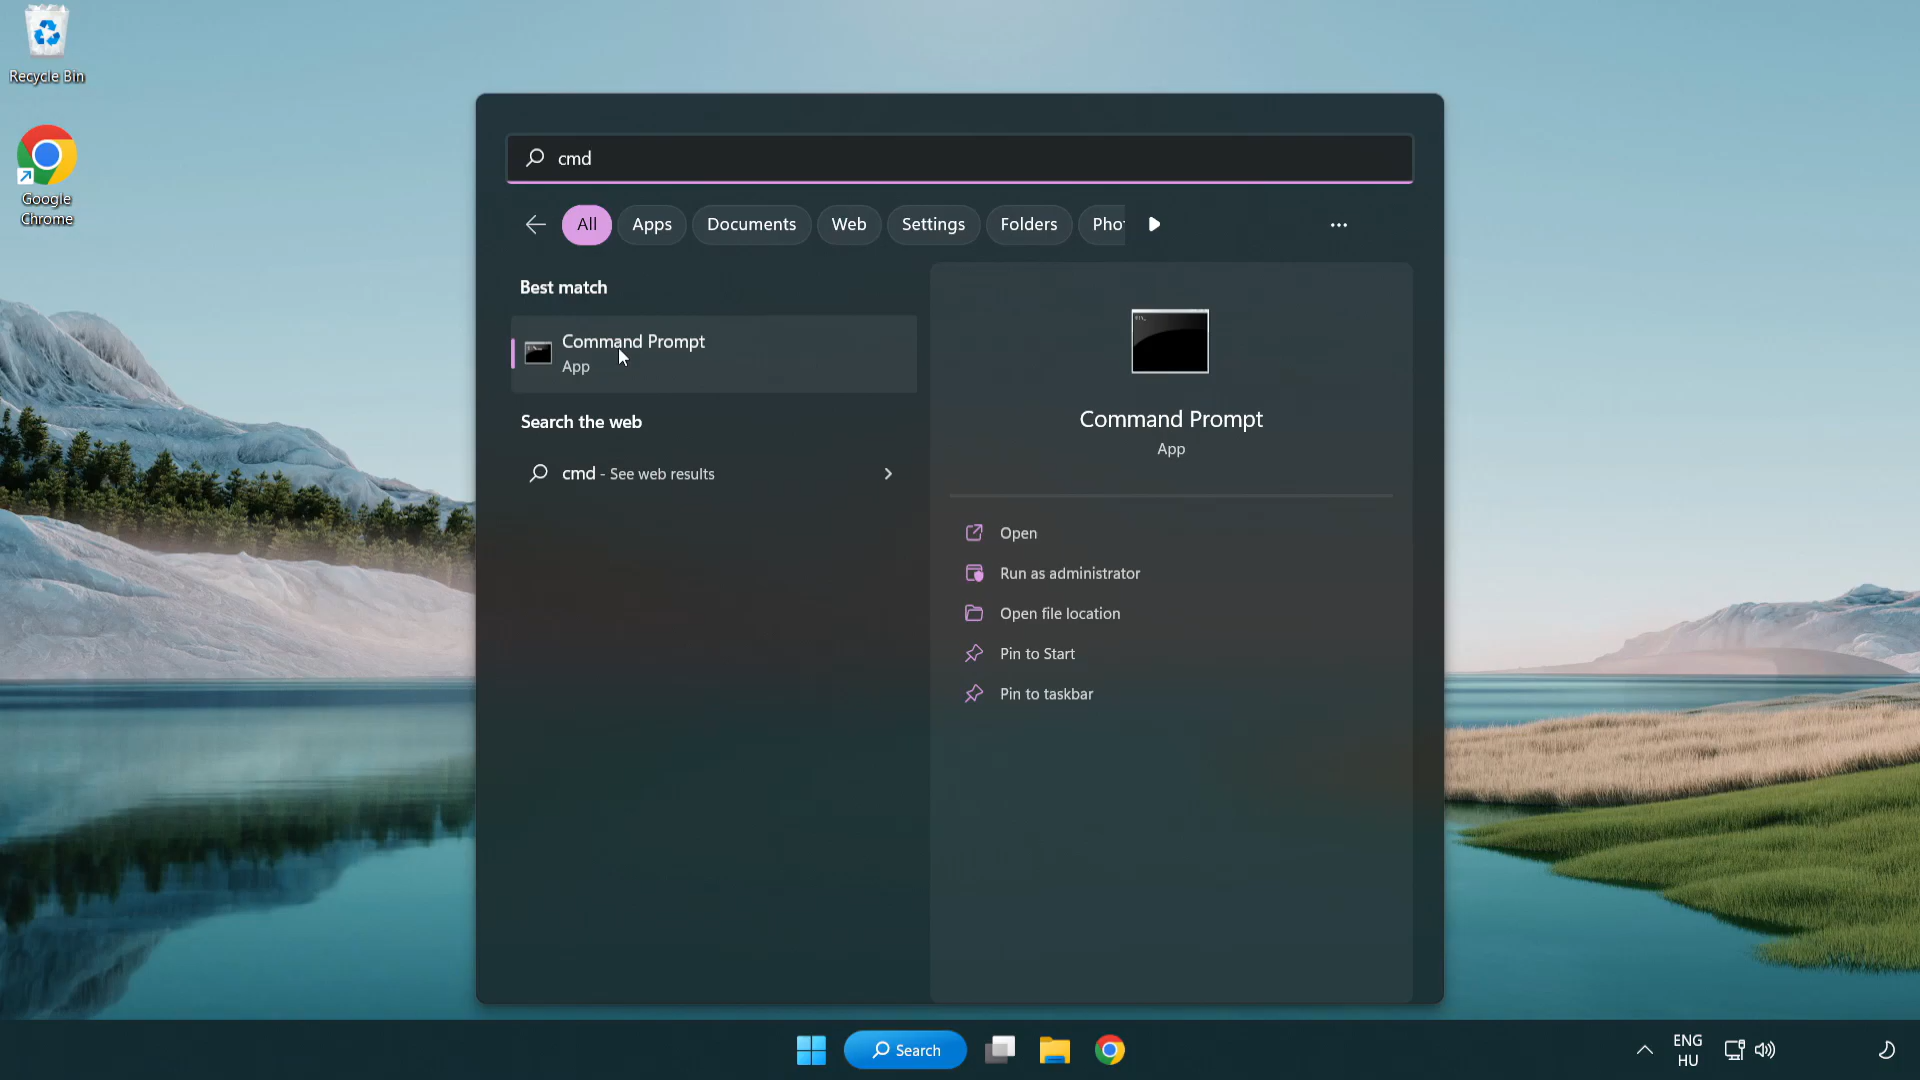 Recycle Bin
Google
Chrome
cmd
All
Apps
Documents
Web
Settings
Folders
Pho
Best match
Command Prompt
App
Search the web
cmd - See web results
Command Prompt
App
Open
Run as administrator
Open file location
Pin to Start
Pin to taskbar
Search
ENG
HU